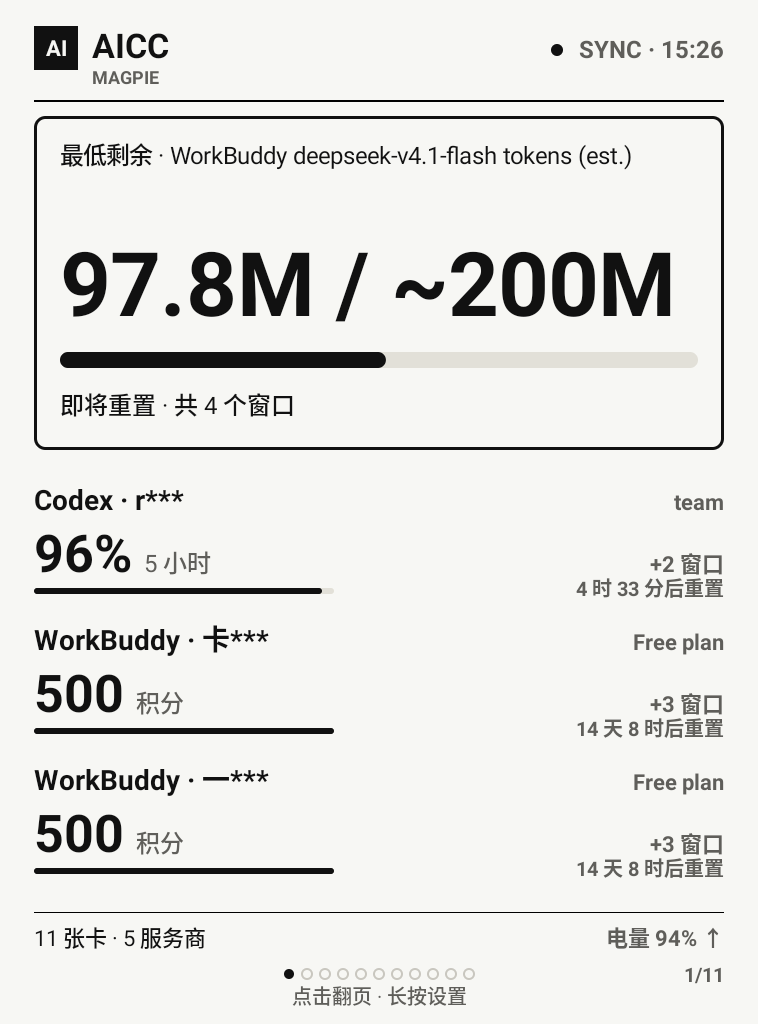 AI AICC
MAGPIE
SYNC · 15:26
最低剩余 · WorkBuddy deepseek-v4.1-flash tokens (est.)
97.8M / ~200M
即将重置 · 共 4 个窗口
Codex · r***
team
96% 5 小时
+2 窗口
4 时 33 分后重置
WorkBuddy · 卡***
Free plan
500 积分
+3 窗口
14 天 8 时后重置
WorkBuddy · 一***
Free plan
500 积分
+3 窗口
14 天 8 时后重置
11 张卡 · 5 服务商
电量 94% ↑
1/11
点击翻页 · 长按设置